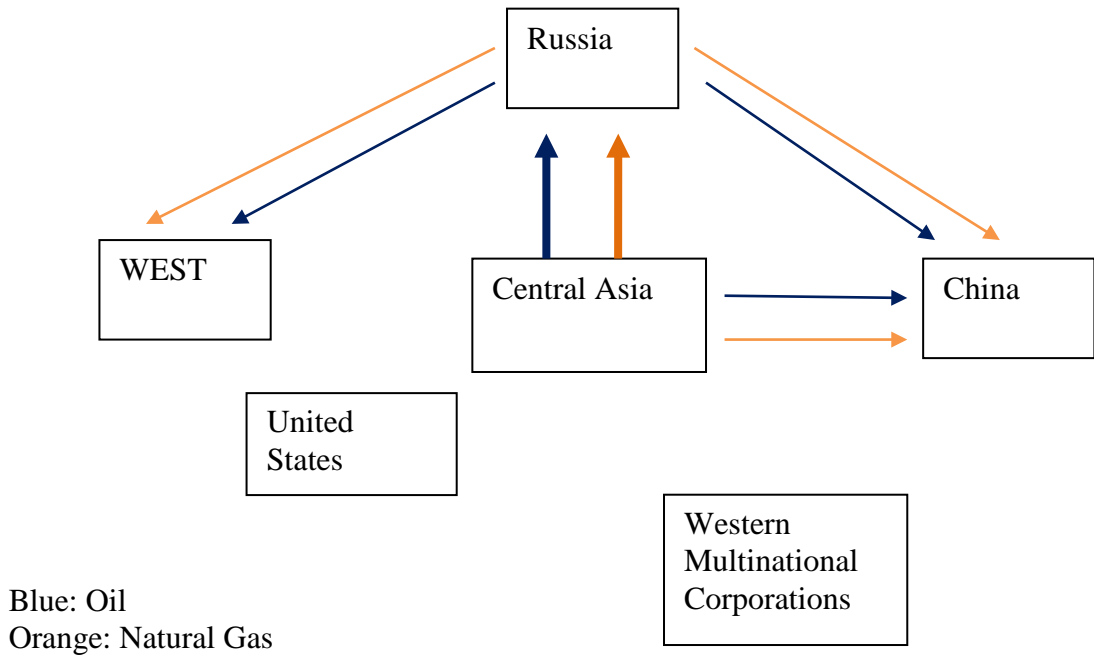 Russia
WEST
Central Asia
China
United
States
Western
Multinational
Corporations
Blue: Oil
Orange: Natural Gas